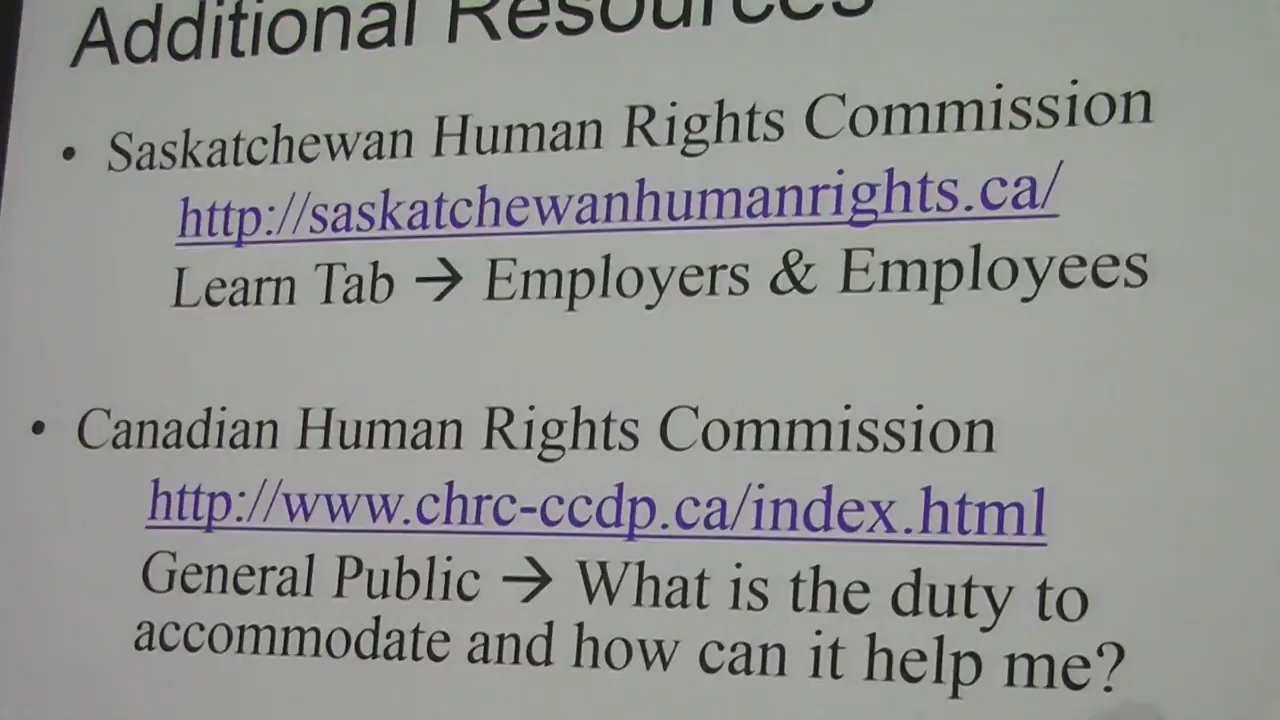 Additional Resources
• Saskatchewan Human Rights Commission
http://saskatchewanhumanrights.ca/
Learn Tab → Employers & Employees
• Canadian Human Rights Commission
http://www.chrc-ccdp.ca/index.html
General Public → What is the duty to
accommodate and how can it help me?